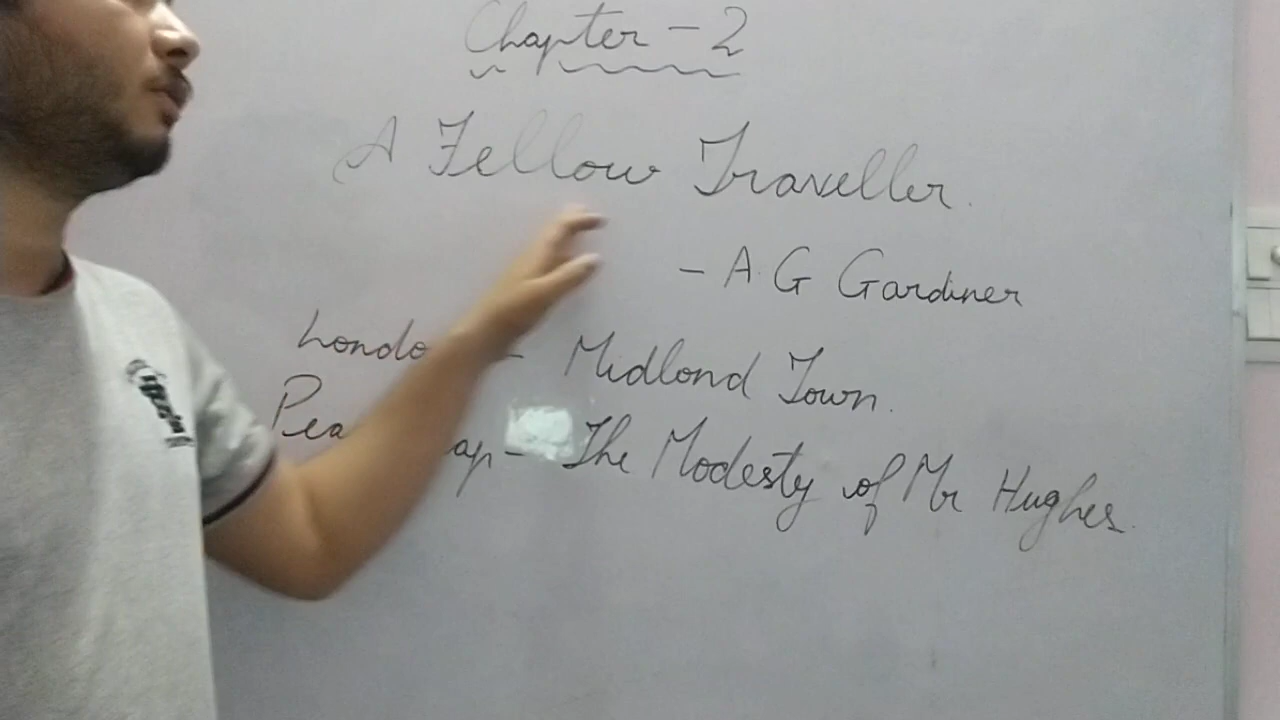 Chapter - 2
A Fellow Traveller.
- A. G Gardiner
Londo - Midlond Town.
Pea ap - The Modesty of Mr Hughes.